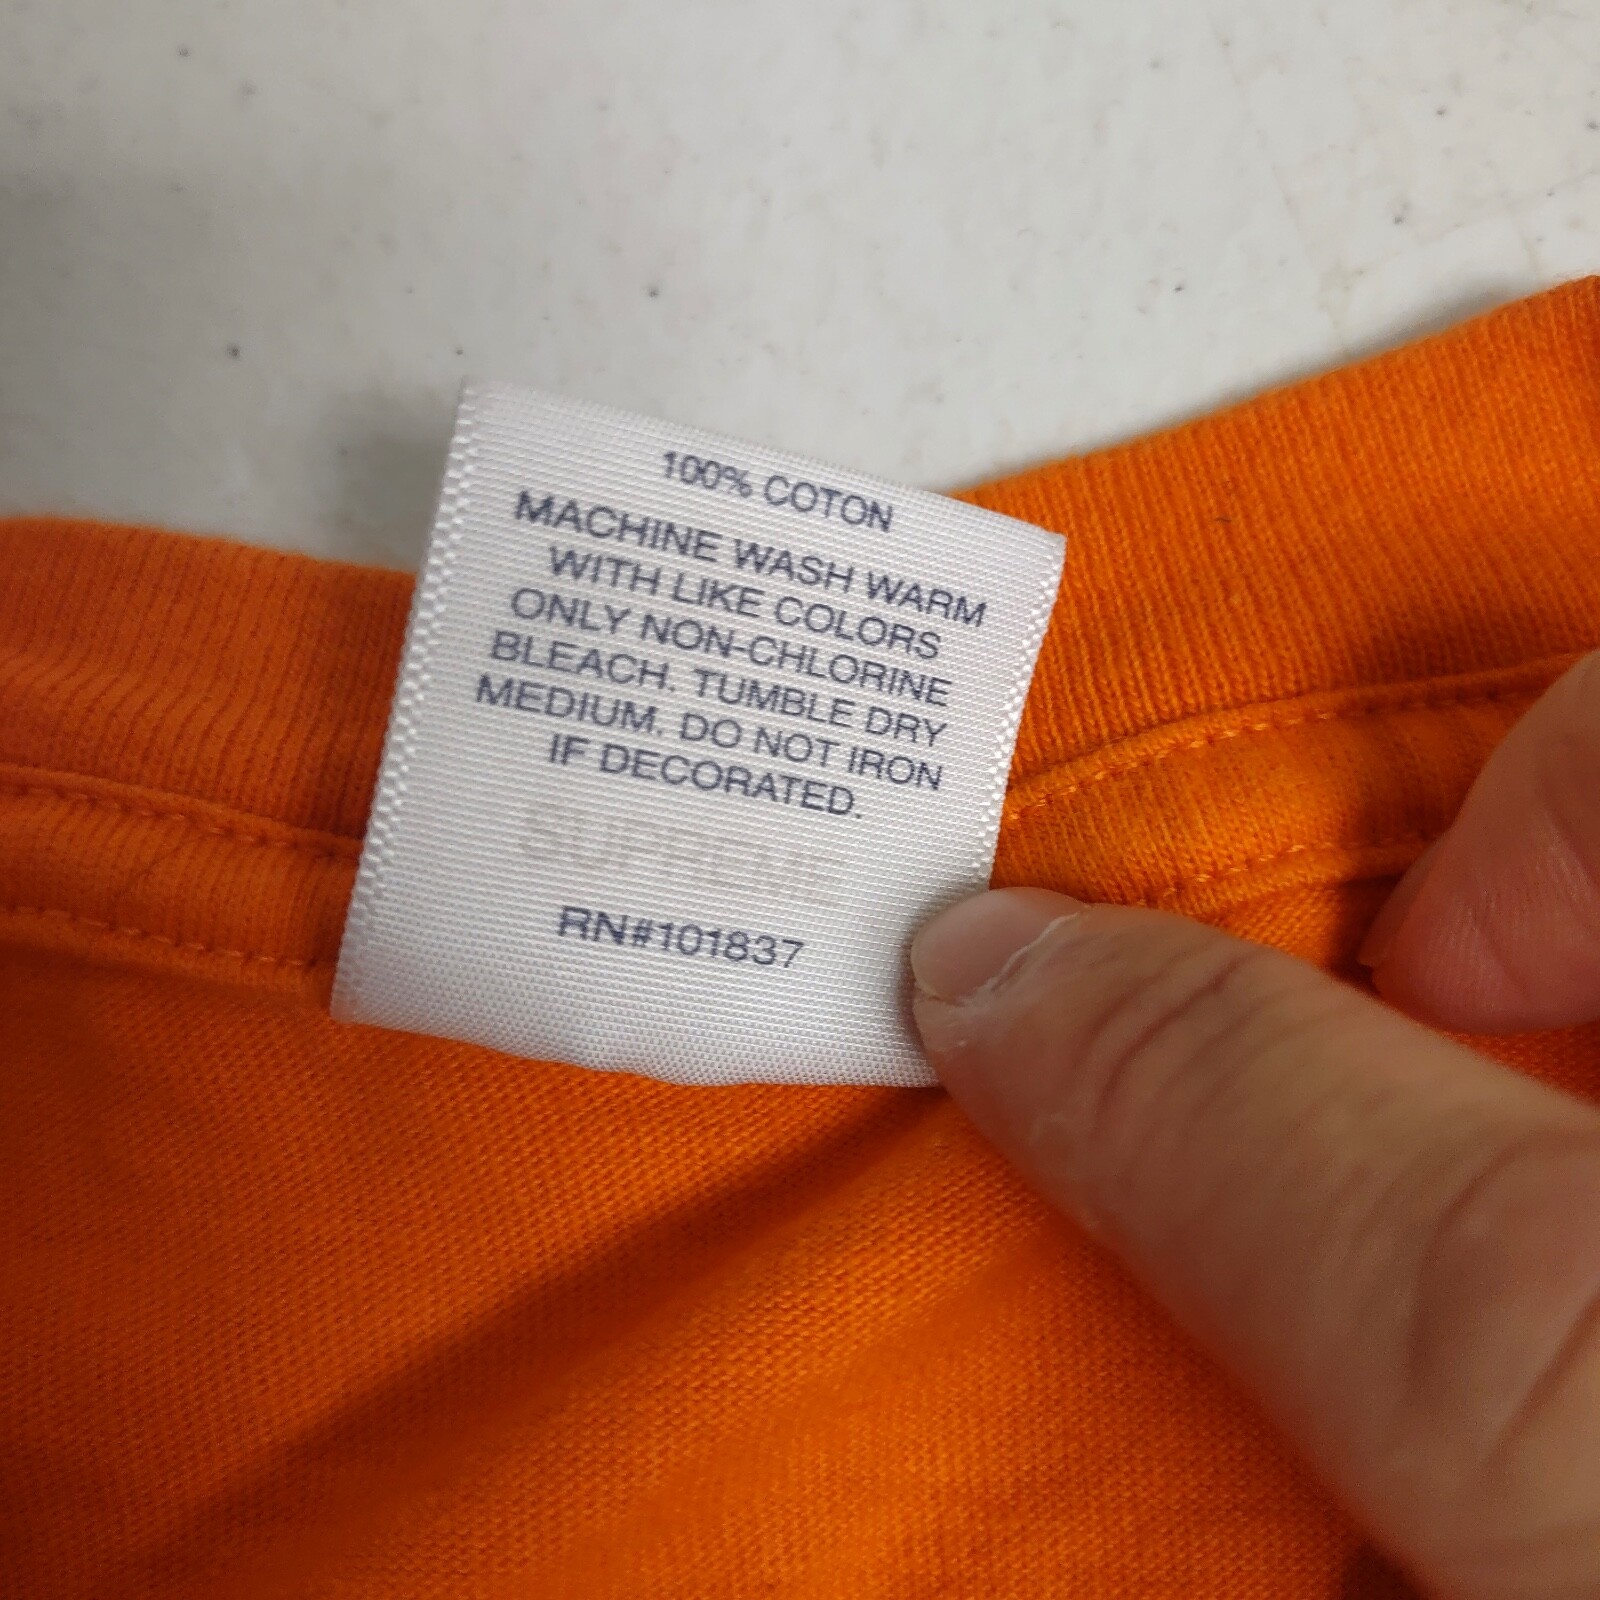 100% COTON
MACHINE WASH WARM
WITH LIKE COLORS
ONLY NON-CHLORINE
BLEACH. TUMBLE DRY
MEDIUM. DO NOT IRON
IF DECORATED.
SUPREME
RN#101837